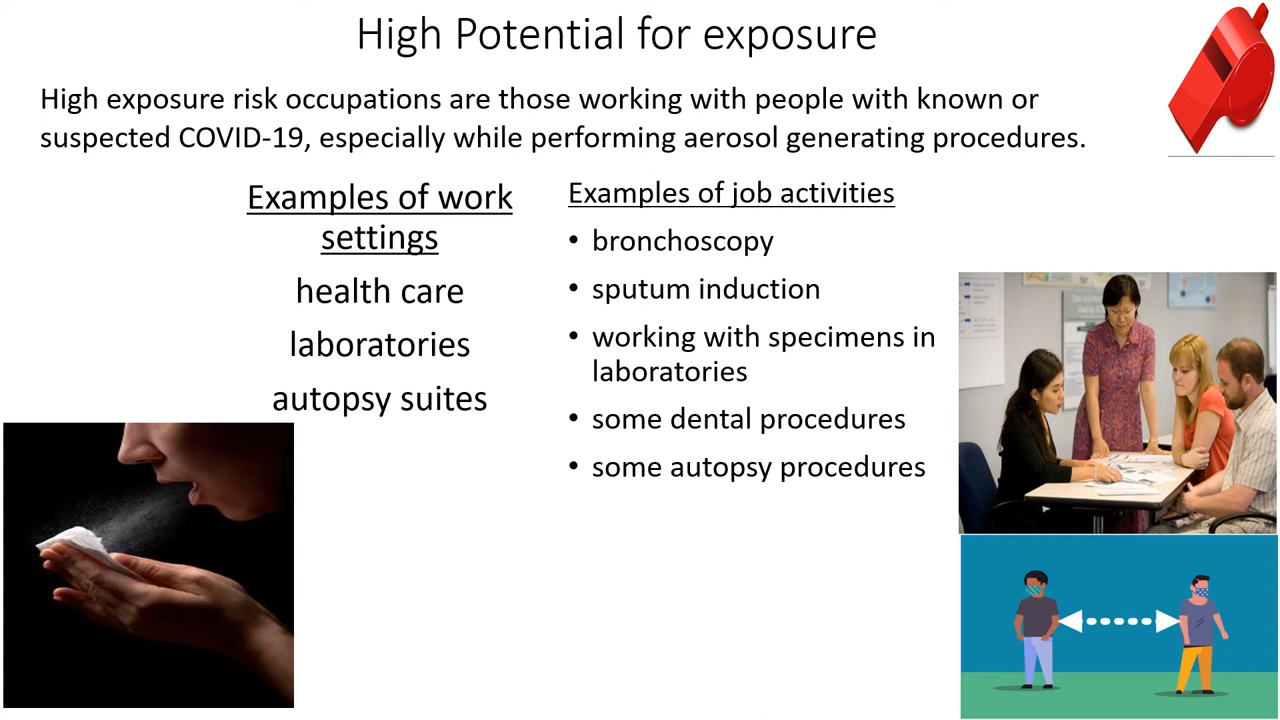 High Potential for exposure
High exposure risk occupations are those working with people with known or
suspected COVID-19, especially while performing aerosol generating procedures.
Examples of work
settings
health care
laboratories
autopsy suites
Examples of job activities
• bronchoscopy
• sputum induction
• working with specimens in
laboratories
• some dental procedures
• some autopsy procedures